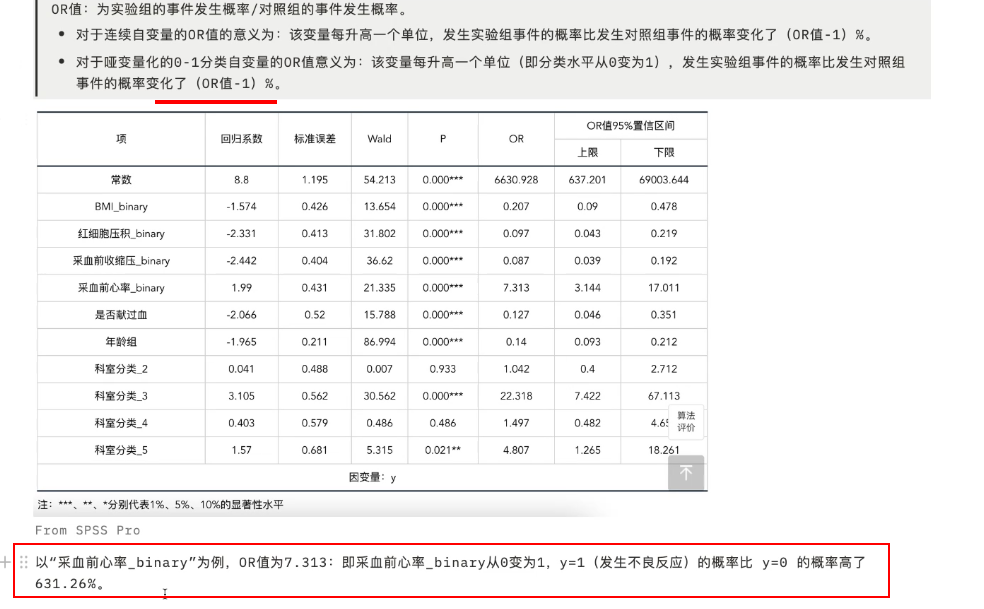 OR值: 为实验组的事件发生概率/对照组的事件发生概率。
• 对于连续自变量的OR值的意义为: 该变量每升高一个单位, 发生实验组事件的概率比发生对照组事件的概率变化了 (OR值-1) %。
• 对于哑变量化的0-1分类自变量的OR值意义为: 该变量每升高一个单位 (即分类水平从0变为1) , 发生实验组事件的概率比发生对照组
事件的概率变化了 (OR值-1) %。
项 回归系数 标准误差 Wald P OR OR值95%置信区间
上限 下限
常数 8.8 1.195 54.213 0.000*** 6630.928 637.201 69003.644
BMI_binary -1.574 0.426 13.654 0.000*** 0.207 0.09 0.478
红细胞压积_binary -2.331 0.413 31.802 0.000*** 0.097 0.043 0.219
采血前收缩压_binary -2.442 0.404 36.62 0.000*** 0.087 0.039 0.192
采血前心率_binary 1.99 0.431 21.335 0.000*** 7.313 3.144 17.011
是否献过血 -2.066 0.52 15.788 0.000*** 0.127 0.046 0.351
年龄组 -1.965 0.211 86.994 0.000*** 0.14 0.093 0.212
科室分类_2 0.041 0.488 0.007 0.933 1.042 0.4 2.712
科室分类_3 3.105 0.562 30.562 0.000*** 22.318 7.422 67.113
科室分类_4 0.403 0.579 0.486 0.486 1.497 0.482
算法
评价
科室分类_5 1.57 0.681 5.315 0.021** 4.807 1.265 18.261
因变量: y
注: ***、**、*分别代表1%、5%、10%的显著性水平
From SPSS Pro
以“采血前心率_binary”为例, OR值为7.313: 即采血前心率_binary从0变为1, y=1 (发生不良反应) 的概率比 y=0 的概率高了
631.26%。